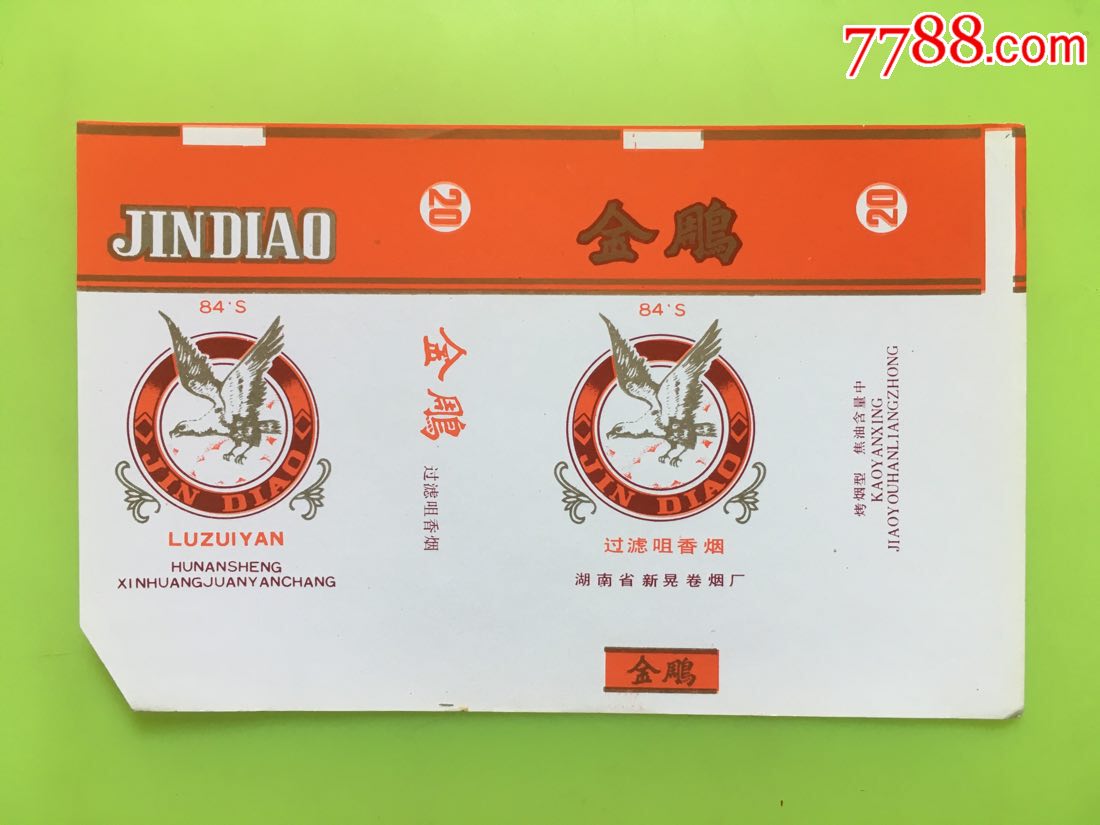 7788.com
JINDIAO
20
金鵰
20
84'S
JIN DIAO
LUZUIYAN
HUNANSHENG
XINHUANGJUANYANCHANG
金鵰
过滤咀香烟
84'S
JIN DIAO
过滤咀香烟
湖南省新晃卷烟厂
金鵰
烤烟型 焦油含量中
KAOYANXING
JIAOYOUHANLIANGZHONG